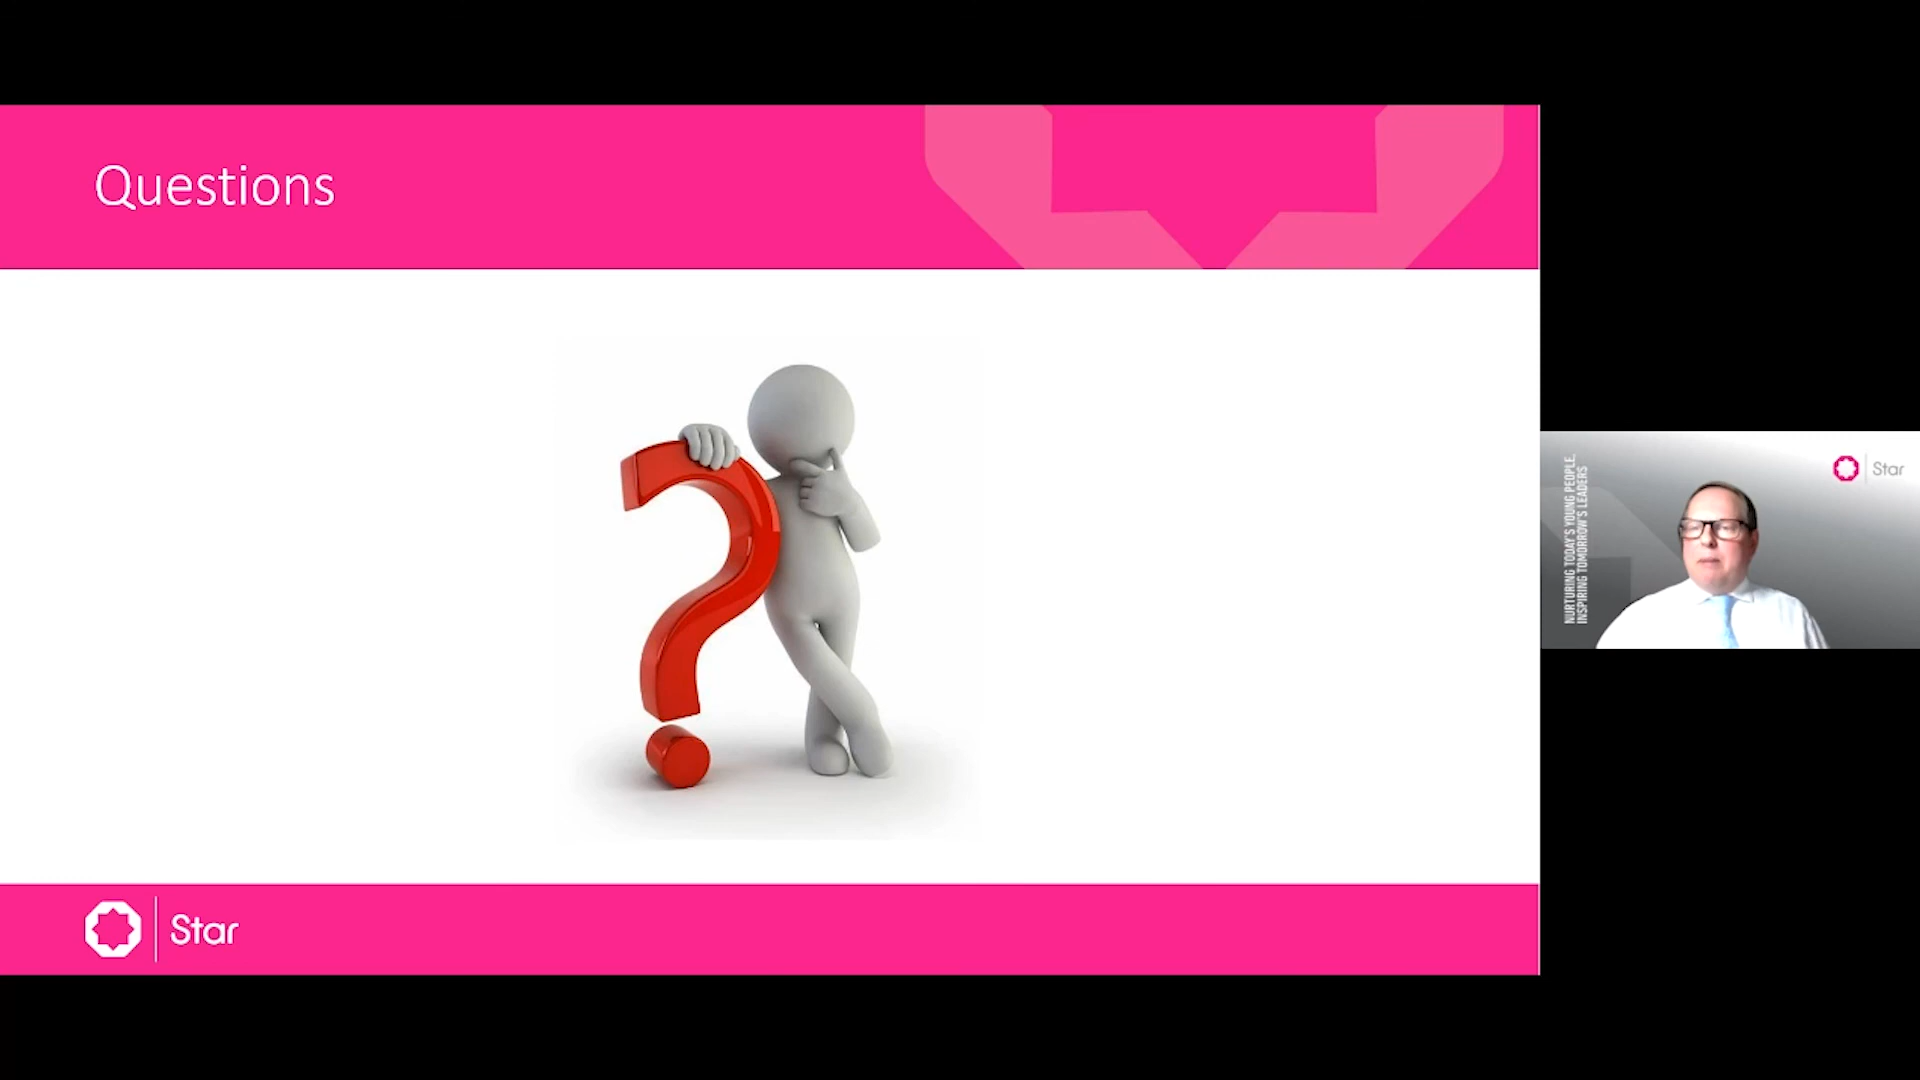 Questions
NURTURING TODAY'S YOUNG PEOPLE,
INSPIRING TOMORROW'S LEADERS
Star
Star